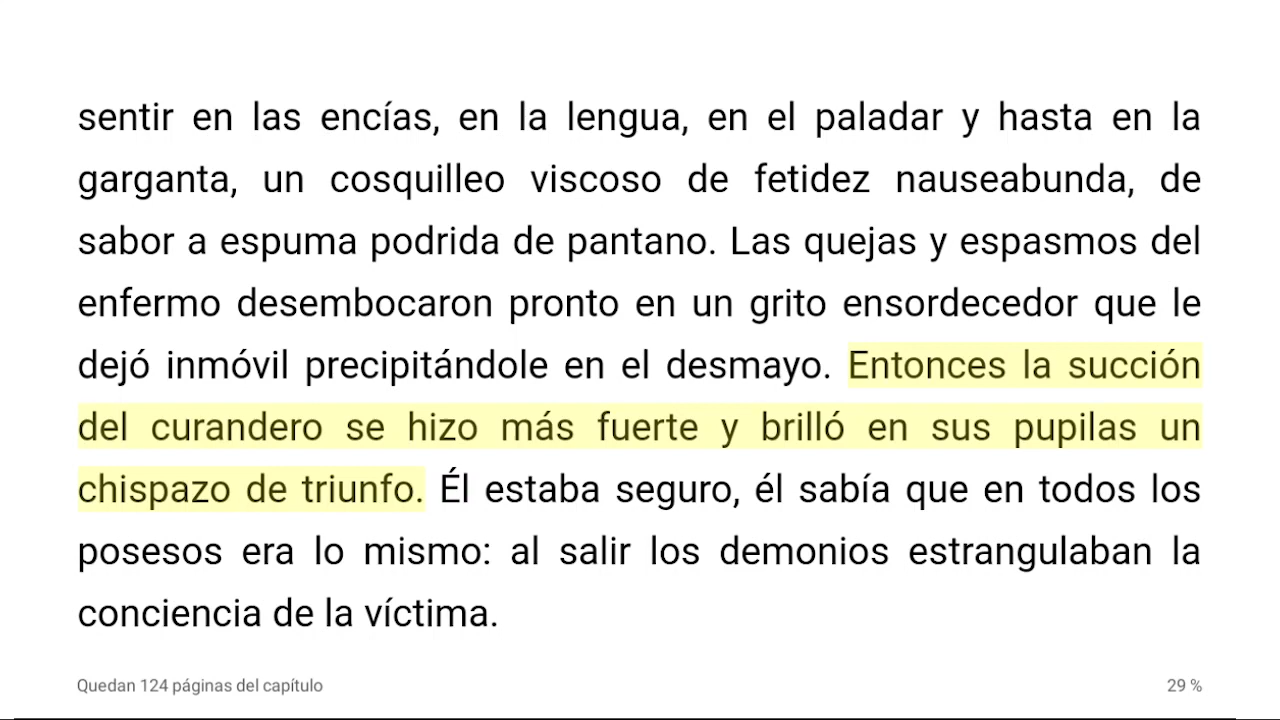 sentir en las encías, en la lengua, en el paladar y hasta en la
garganta, un cosquilleo viscoso de fetidez nauseabunda, de
sabor a espuma podrida de pantano. Las quejas y espasmos del
enfermo desembocaron pronto en un grito ensordecedor que le
dejó inmóvil precipitándole en el desmayo. Entonces la succión
del curandero se hizo más fuerte y brilló en sus pupilas un
chispazo de triunfo. Él estaba seguro, él sabía que en todos los
posesos era lo mismo: al salir los demonios estrangulaban la
conciencia de la víctima.
Quedan 124 páginas del capítulo
29 %